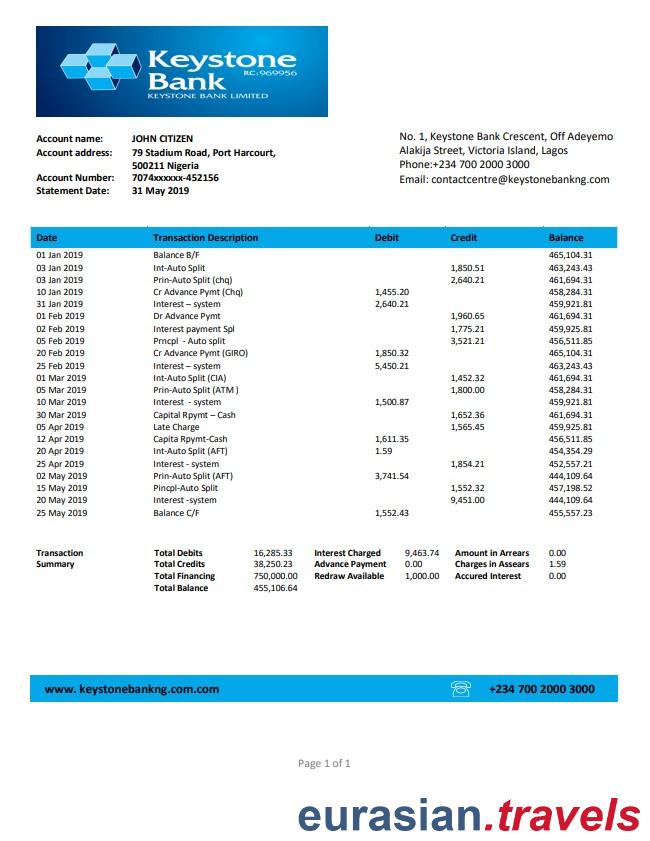 Keystone
Bank
RC: 969956
KEYSTONE BANK LIMITED
Account name: JOHN CITIZEN
Account address: 79 Stadium Road, Port Harcourt,
500211 Nigeria
Account Number: 7074xxxxxx-452156
Statement Date: 31 May 2019
No. 1, Keystone Bank Crescent, Off Adeyemo
Alakija Street, Victoria Island, Lagos
Phone:+234 700 2000 3000
Email: contactcentre@keystonebankng.com
Date Transaction Description Debit Credit Balance
01 Jan 2019 Balance B/F 465,104.31
03 Jan 2019 Int-Auto Split 1,850.51 463,243.43
03 Jan 2019 Prin-Auto Split (chq) 2,640.21 461,694.31
10 Jan 2019 Cr Advance Pymt (Chq) 1,455.20 458,284.31
31 Jan 2019 Interest – system 2,640.21 459,921.81
01 Feb 2019 Dr Advance Pymt 1,960.65 461,694.31
02 Feb 2019 Interest payment Spl 1,775.21 459,925.81
05 Feb 2019 Prncpl - Auto split 3,521.21 456,511.85
20 Feb 2019 Cr Advance Pymt (GIRO) 1,850.32 465,104.31
25 Feb 2019 Interest – system 5,450.21 463,243.43
01 Mar 2019 Int-Auto Split (CIA) 1,452.32 461,694.31
05 Mar 2019 Prin-Auto Split (ATM ) 1,800.00 458,284.31
10 Mar 2019 Interest - system 1,500.87 459,921.81
30 Mar 2019 Capital Rpymt – Cash 1,652.36 461,694.31
05 Apr 2019 Late Charge 1,565.45 459,925.81
12 Apr 2019 Capita Rpymt-Cash 1,611.35 456,511.85
20 Apr 2019 Int-Auto Split (AFT) 1.59 454,354.29
25 Apr 2019 Interest - system 1,854.21 452,557.21
02 May 2019 Prin-Auto Split (AFT) 3,741.54 444,109.64
15 May 2019 Pincpl-Auto Split 1,552.32 457,198.52
20 May 2019 Interest -system 9,451.00 444,109.64
25 May 2019 Balance C/F 1,552.43 455,557.23
Transaction Total Debits 16,285.33 Interest Charged 9,463.74 Amount in Arrears 0.00
Summary Total Credits 38,250.23 Advance Payment 0.00 Charges in Assears 1.59
Total Financing 750,000.00 Redraw Available 1,000.00 Accured Interest 0.00
Total Balance 455,106.64
www. keystonebankng.com.com +234 700 2000 3000
Page 1 of 1
eurasian.travels